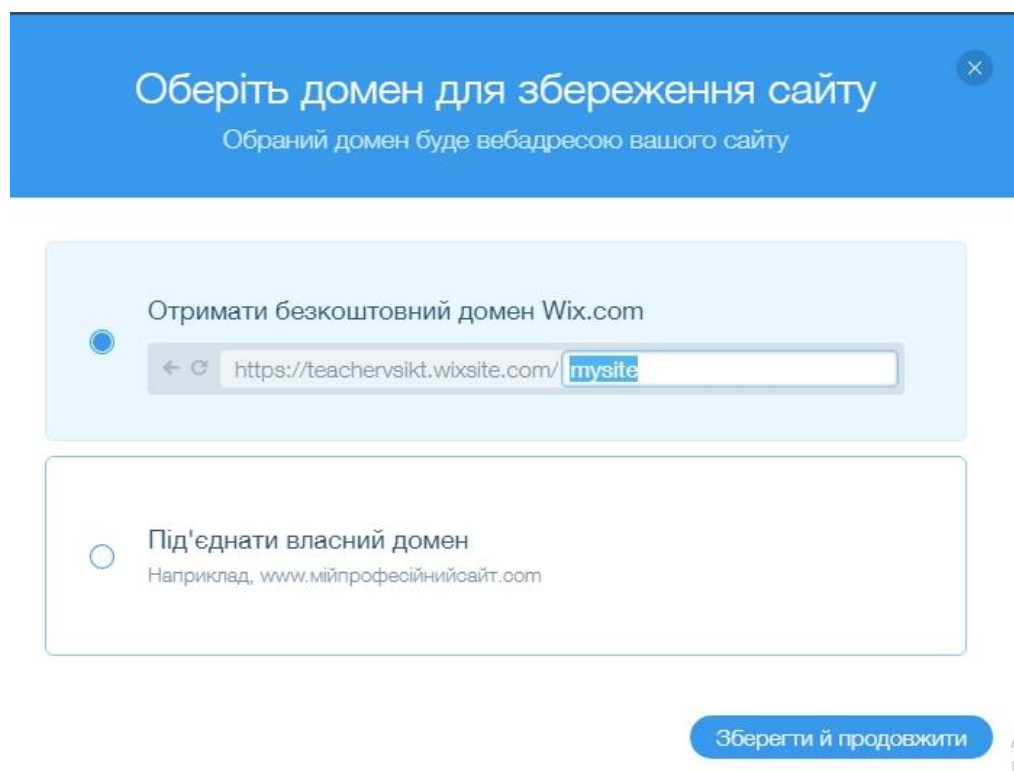 Оберіть домен для збереження сайту
Обраний домен буде вебадресою вашого сайту
Отримати безкоштовний домен Wix.com
https://teachervsikt.wixsite.com/ mysite
Під'єднати власний домен
Наприклад, www.мійпрофесійнийсайт.com
Зберегти й продовжити